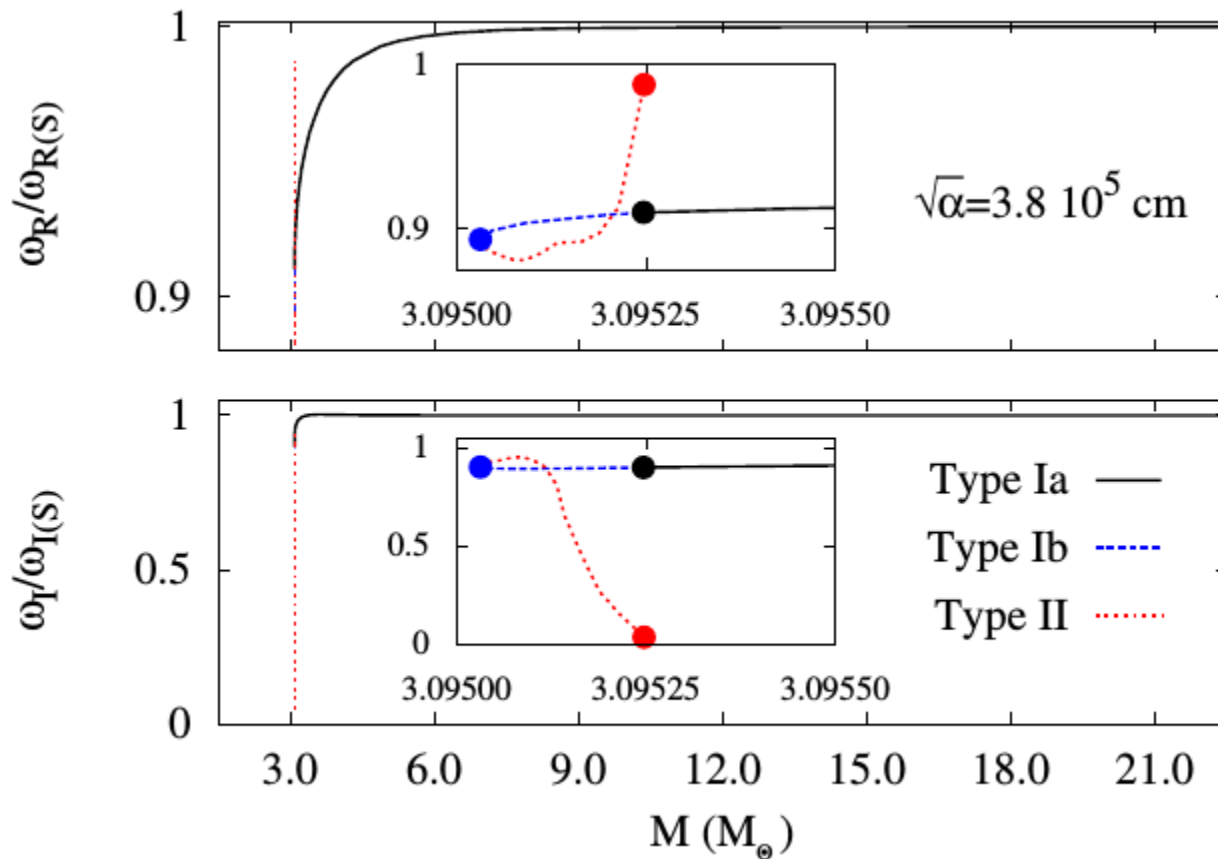 1
0.9
ω_R/ω_R(S)
1
0.9
3.09500 3.09525 3.09550
√α=3.8 10^5 cm
1
0.5
0
ω_I/ω_I(S)
1
0.5
0
3.09500 3.09525 3.09550
Type Ia
Type Ib
Type II
3.0 6.0 9.0 12.0 15.0 18.0 21.0
M (M_⊙)